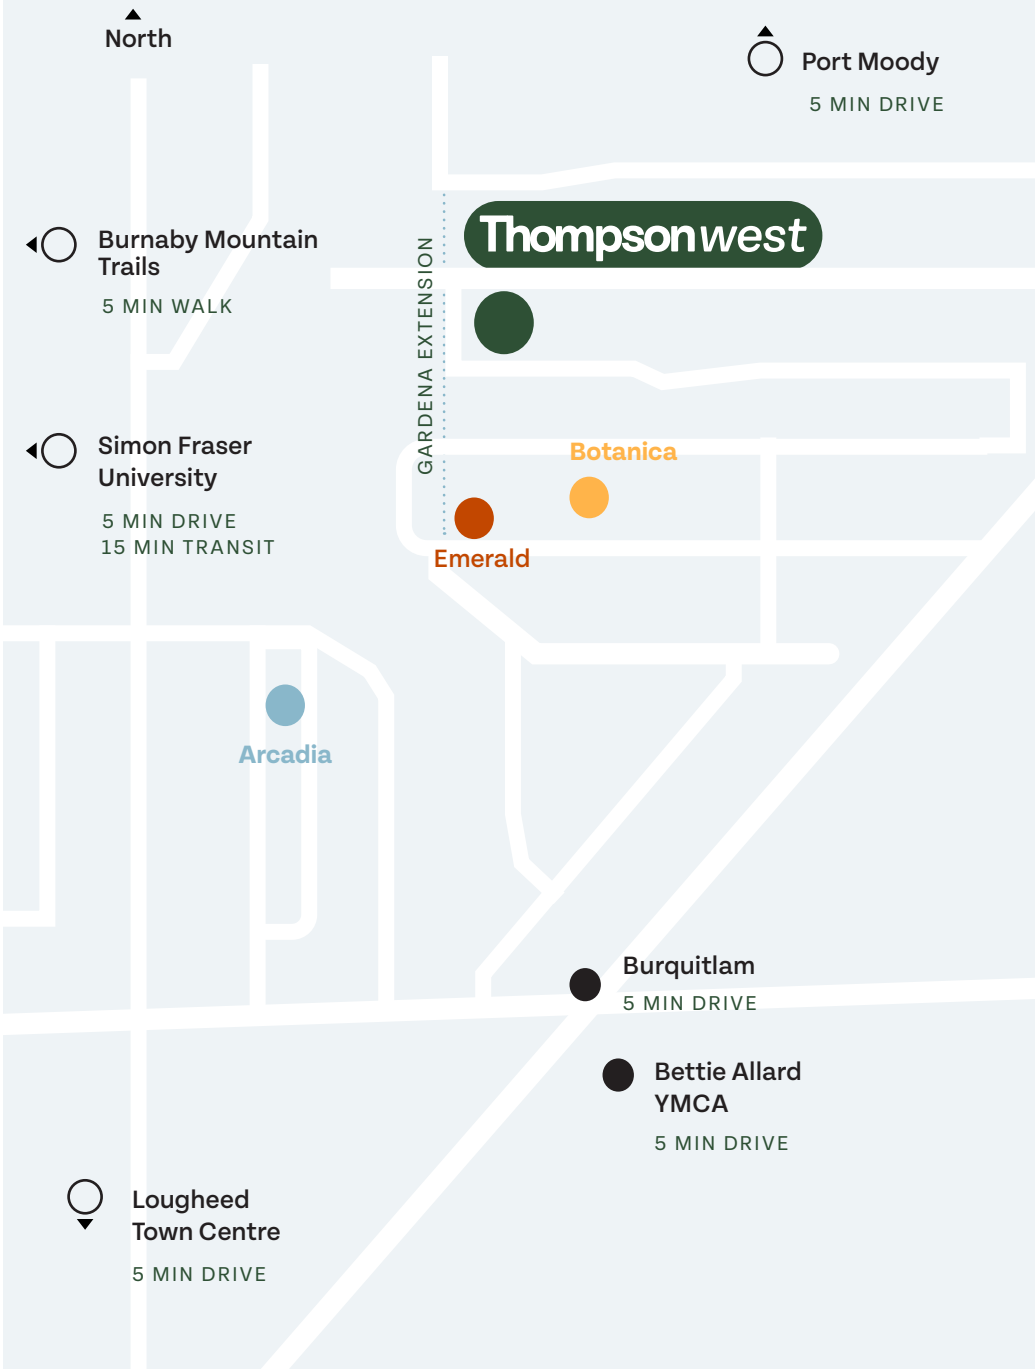 North
Port Moody
5 MIN DRIVE
Thompson west
Burnaby Mountain
Trails
5 MIN WALK
GARDENA EXTENSION
Simon Fraser
University
5 MIN DRIVE
15 MIN TRANSIT
Botanica
Emerald
Arcadia
Burquitlam
5 MIN DRIVE
Bettie Allard
YMCA
5 MIN DRIVE
Lougheed
Town Centre
5 MIN DRIVE